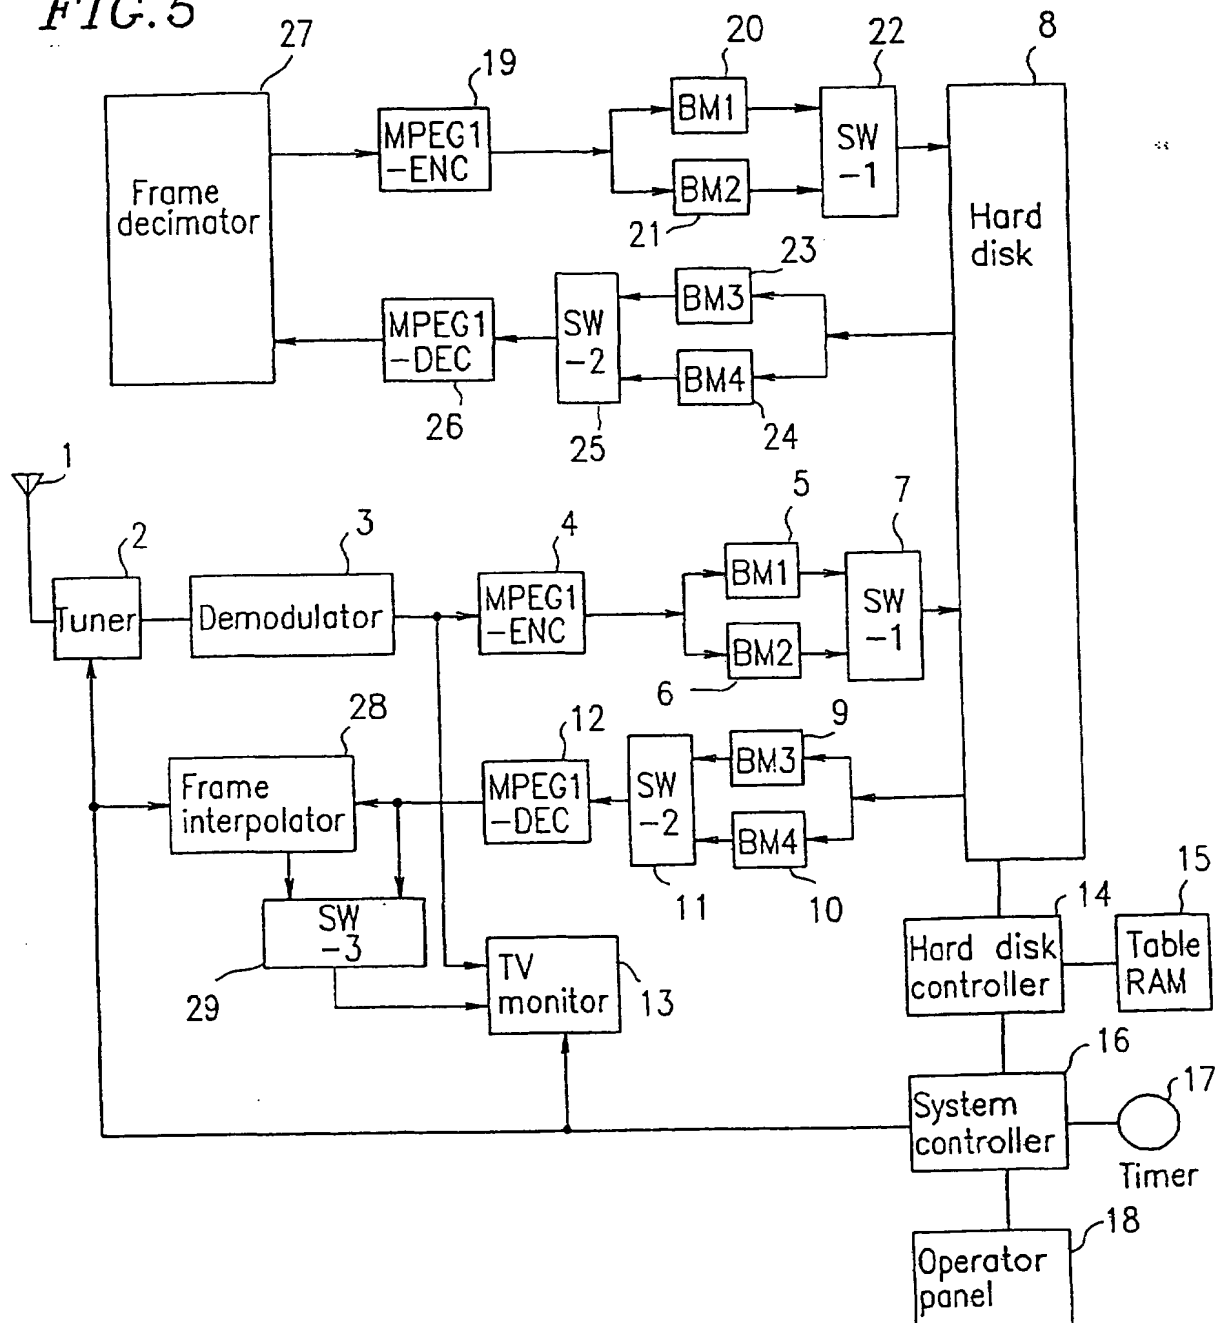 FIG. 5
27
19
20
22
8
MPEG1
-ENC
BM1
SW
-1
Frame
decimator
BM2
21
Hard
disk
23
MPEG1
-DEC
SW
-2
BM3
BM4
26
25
24
1
2
3
4
5
7
Tuner
Demodulator
MPEG1
-ENC
BM1
SW
-1
BM2
6
28
12
9
Frame
interpolator
MPEG1
-DEC
SW
-2
BM3
BM4
11
10
14
15
SW
-3
29
TV
monitor
13
Hard disk
controller
Table
RAM
16
17
System
controller
Timer
18
Operator
panel